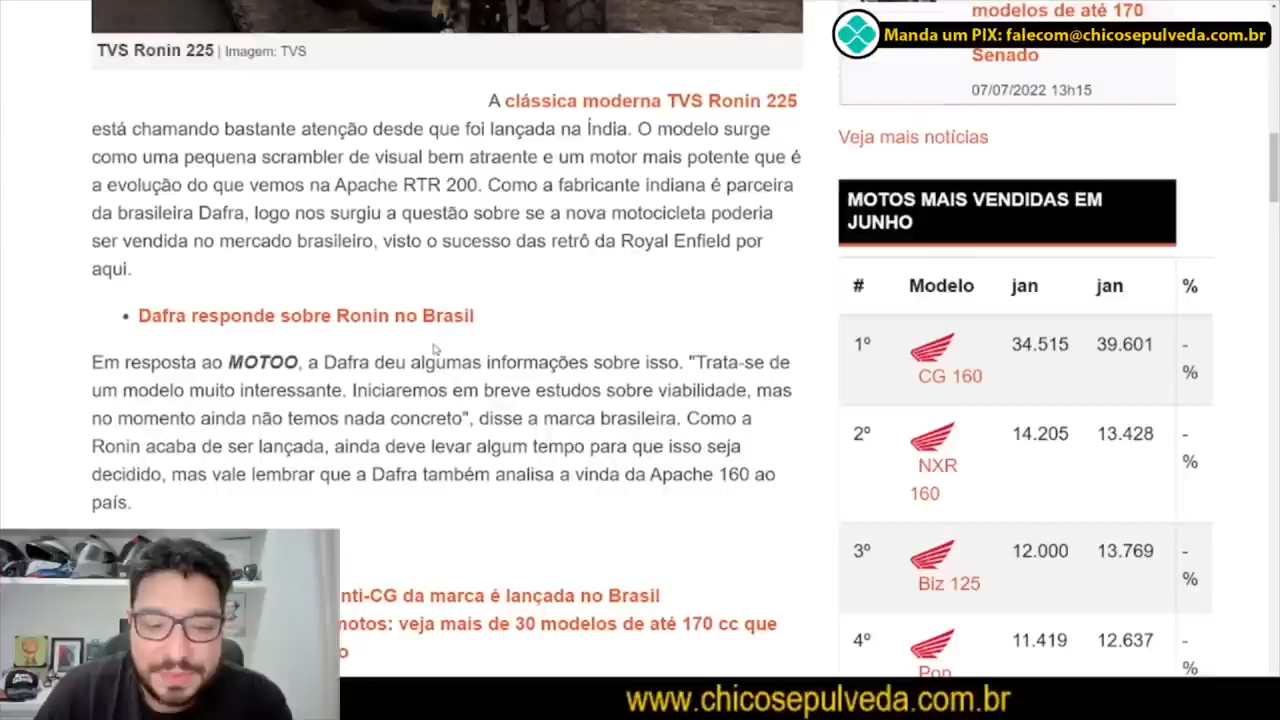 TVS Ronin 225 | Imagem: TVS
A clássica moderna TVS Ronin 225
está chamando bastante atenção desde que foi lançada na Índia. O modelo surge
como uma pequena scrambler de visual bem atraente e um motor mais potente que é
a evolução do que vemos na Apache RTR 200. Como a fabricante indiana é parceira
da brasileira Dafra, logo nos surgiu a questão sobre se a nova motocicleta poderia
ser vendida no mercado brasileiro, visto o sucesso das retrô da Royal Enfield por
aqui.
• Dafra responde sobre Ronin no Brasil
Em resposta ao MOTOO, a Dafra deu algumas informações sobre isso. "Trata-se de
um modelo muito interessante. Iniciaremos em breve estudos sobre viabilidade, mas
no momento ainda não temos nada concreto", disse a marca brasileira. Como a
Ronin acaba de ser lançada, ainda deve levar algum tempo para que isso seja
decidido, mas vale lembrar que a Dafra também analisa a vinda da Apache 160 ao
país.
nti-CG da marca é lançada no Brasil
motos: veja mais de 30 modelos de até 170 cc que
o
modelos de até 170
Manda um PIX: falecom@chicosepulveda.com.br
Senado
07/07/2022 13h15
Veja mais notícias
MOTOS MAIS VENDIDAS EM
JUNHO
# Modelo jan jan %
1º CG 160 34.515 39.601 - %
2º NXR 160 14.205 13.428 - %
3º Biz 125 12.000 13.769 - %
4º Pop 11.419 12.637 - %
www.chicosepulveda.com.br